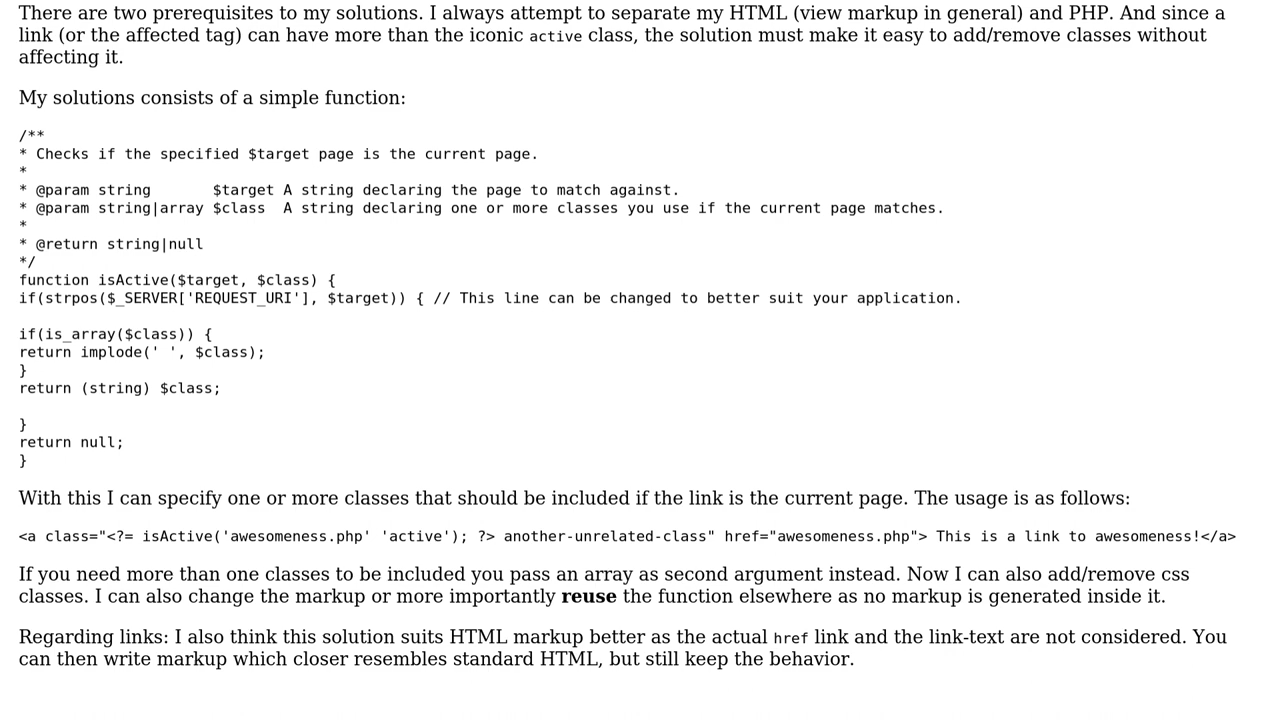 There are two prerequisites to my solutions. I always attempt to separate my HTML (view markup in general) and PHP. And since a
link (or the affected tag) can have more than the iconic active class, the solution must make it easy to add/remove classes without
affecting it.
My solutions consists of a simple function:
/**
* Checks if the specified $target page is the current page.
*
* @param string       $target A string declaring the page to match against.
* @param string|array $class  A string declaring one or more classes you use if the current page matches.
*
* @return string|null
*/
function isActive($target, $class) {
if(strpos($_SERVER['REQUEST_URI'], $target)) { // This line can be changed to better suit your application.
if(is_array($class)) {
return implode(' ', $class);
}
return (string) $class;
}
return null;
}
With this I can specify one or more classes that should be included if the link is the current page. The usage is as follows:
<a class="<?= isActive('awesomeness.php' 'active'); ?> another-unrelated-class" href="awesomeness.php"> This is a link to awesomeness!</a>
If you need more than one classes to be included you pass an array as second argument instead. Now I can also add/remove css
classes. I can also change the markup or more importantly reuse the function elsewhere as no markup is generated inside it.
Regarding links: I also think this solution suits HTML markup better as the actual href link and the link-text are not considered. You
can then write markup which closer resembles standard HTML, but still keep the behavior.